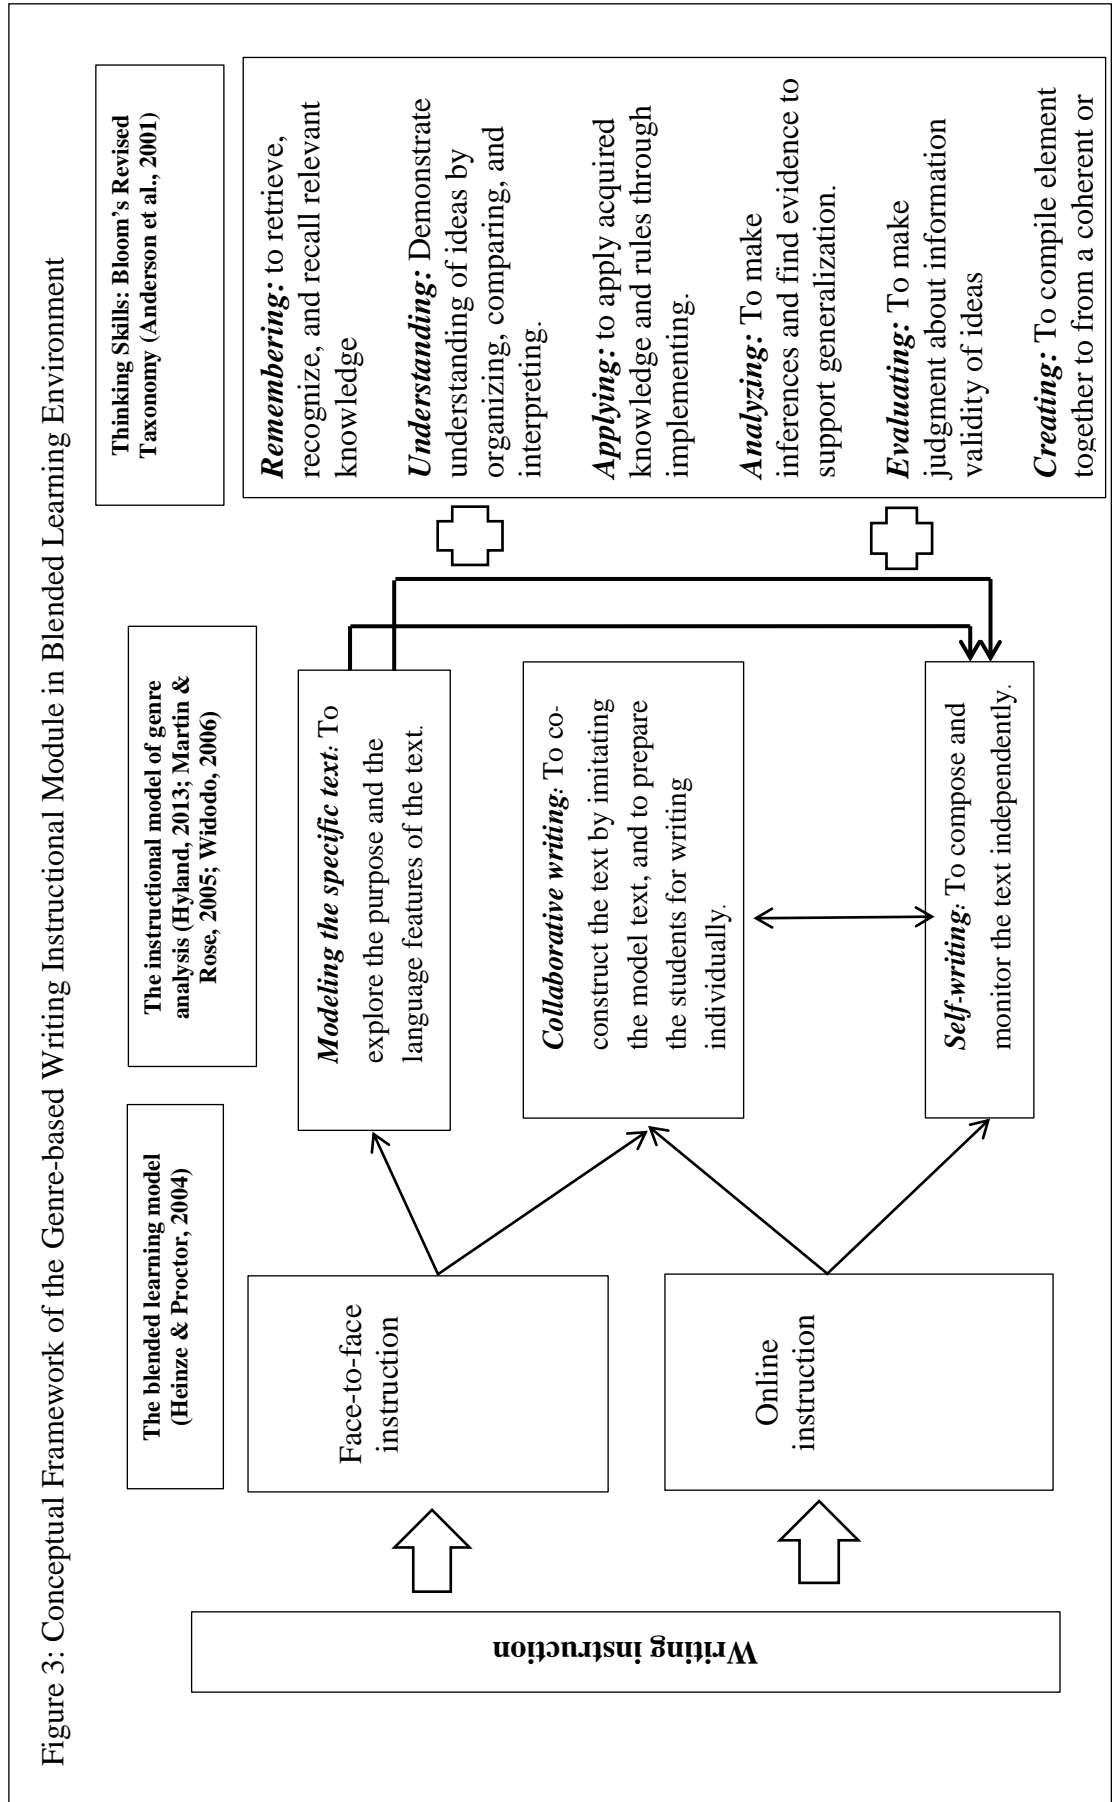 Figure 3: Conceptual Framework of the Genre-based Writing Instructional Module in Blended Learning Environment
Writing instruction
The blended learning model
(Heinze & Proctor, 2004)
Face-to-face
instruction
Online
instruction
The instructional model of genre
analysis (Hyland, 2013; Martin &
Rose, 2005; Widodo, 2006)
Modeling the specific text: To
explore the purpose and the
language features of the text.
Collaborative writing: To co-
construct the text by imitating
the model text, and to prepare
the students for writing
individually.
Self-writing: To compose and
monitor the text independently.
Thinking Skills: Bloom’s Revised
Taxonomy (Anderson et al., 2001)
Remembering: to retrieve,
recognize, and recall relevant
knowledge
Understanding: Demonstrate
understanding of ideas by
organizing, comparing, and
interpreting.
Applying: to apply acquired
knowledge and rules through
implementing.
Analyzing: To make
inferences and find evidence to
support generalization.
Evaluating: To make
judgment about information
validity of ideas
Creating: To compile element
together to from a coherent or